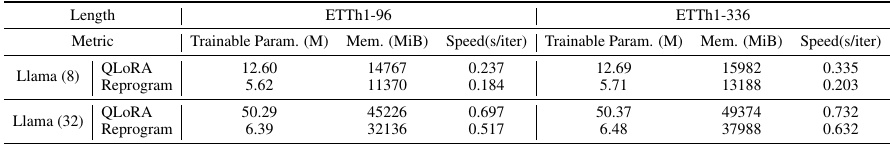 Length ETTh1-96 ETTh1-336
Metric Trainable Param. (M) Mem. (MiB) Speed(s/iter) Trainable Param. (M) Mem. (MiB) Speed(s/iter)
Llama (8) QLoRA 12.60 14767 0.237 12.69 15982 0.335
Reprogram 5.62 11370 0.184 5.71 13188 0.203
Llama (32) QLoRA 50.29 45226 0.697 50.37 49374 0.732
Reprogram 6.39 32136 0.517 6.48 37988 0.632